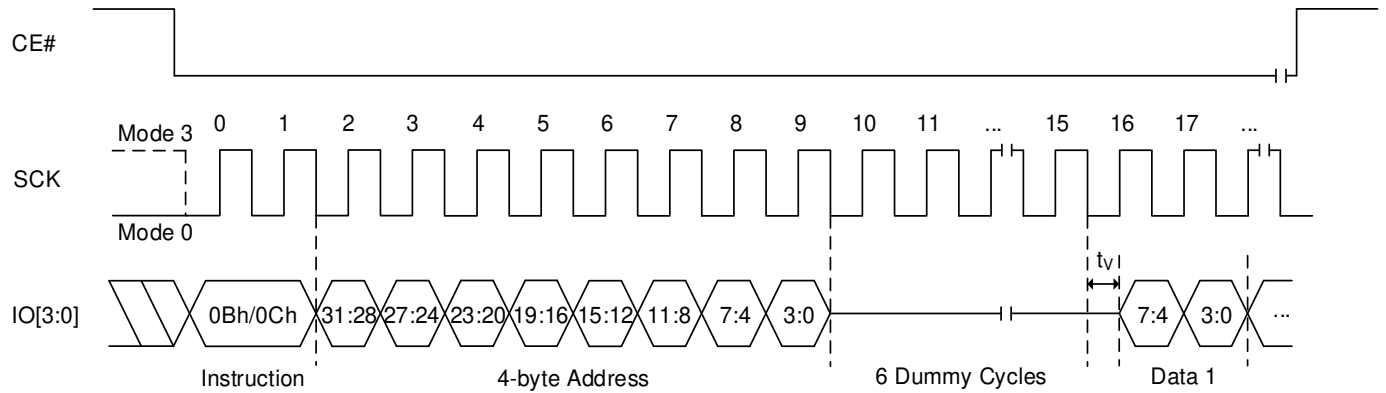 CE#
Mode 3 0 1 2 3 4 5 6 7 8 9 10 11 ... 15 16 17 ...
SCK
Mode 0
tV
IO[3:0] 0Bh/0Ch 31:28 27:24 23:20 19:16 15:12 11:8 7:4 3:0 7:4 3:0 ...
Instruction 4-byte Address 6 Dummy Cycles Data 1